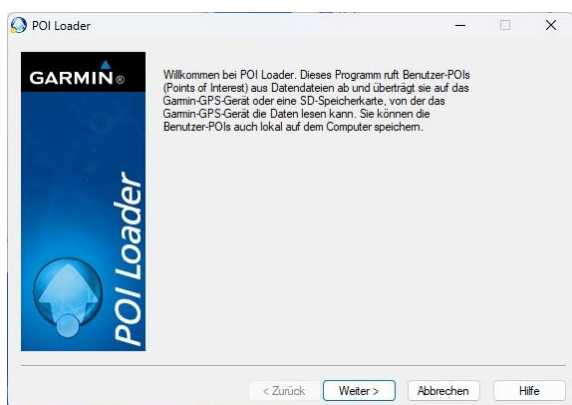 POI Loader
GARMIN®
POI Loader
Willkommen bei POI Loader. Dieses Programm ruft Benutzer-POIs
(Points of Interest) aus Datendateien ab und überträgt sie auf das
Garmin-GPS-Gerät oder eine SD-Speicherkarte, von der das
Garmin-GPS-Gerät die Daten lesen kann. Sie können die
Benutzer-POIs auch lokal auf dem Computer speichern.
< Zurück Weiter > Abbrechen Hilfe